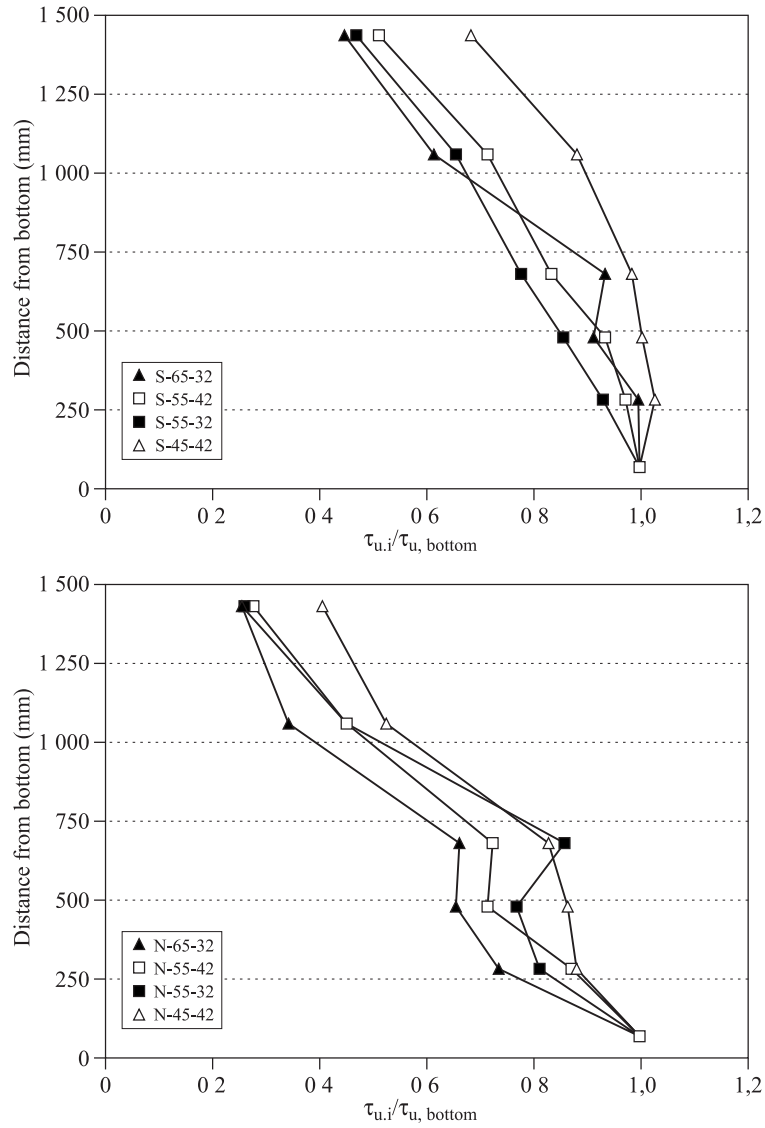 1 500
1 250
1 000
750
500
250
0
Distance from bottom (mm)
S-65-32
S-55-42
S-55-32
S-45-42
0 0 2 0 4 0 6 0 8 1,0 1,2
τu.i/τu, bottom
1 500
1 250
1 000
750
500
250
0
Distance from bottom (mm)
N-65-32
N-55-42
N-55-32
N-45-42
0 0 2 0 4 0 6 0 8 1,0 1,2
τu.i/τu, bottom